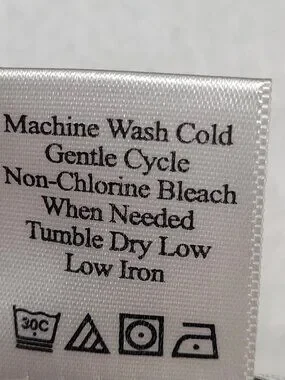 Machine Wash Cold
Gentle Cycle
Non-Chlorine Bleach
When Needed
Tumble Dry Low
Low Iron
30C